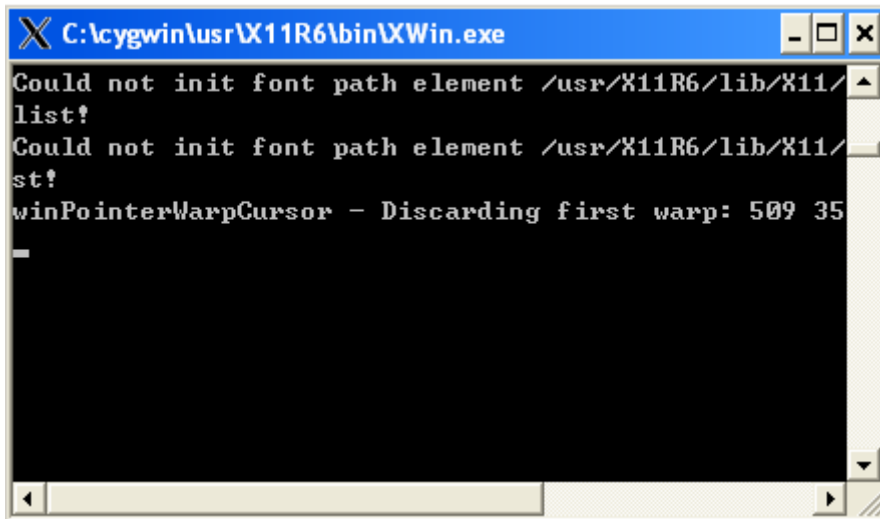 C:\cygwin\usr\X11R6\bin\XWin.exe
Could not init font path element /usr/X11R6/lib/X11/
list!
Could not init font path element /usr/X11R6/lib/X11/
st!
winPointerWarpCursor - Discarding first warp: 509 35